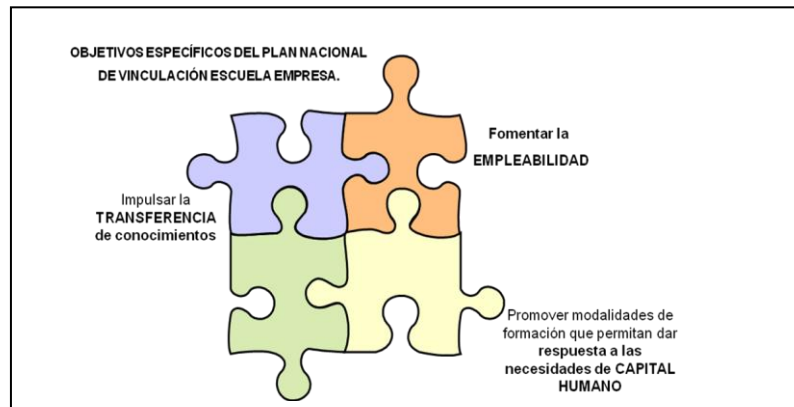 OBJETIVOS ESPECÍFICOS DEL PLAN NACIONAL
DE VINCULACIÓN ESCUELA EMPRESA.
Fomentar la
EMPLEABILIDAD
Impulsar la
TRANSFERENCIA
de conocimientos
Promover modalidades de
formación que permitan dar
respuesta a las
necesidades de CAPITAL
HUMANO